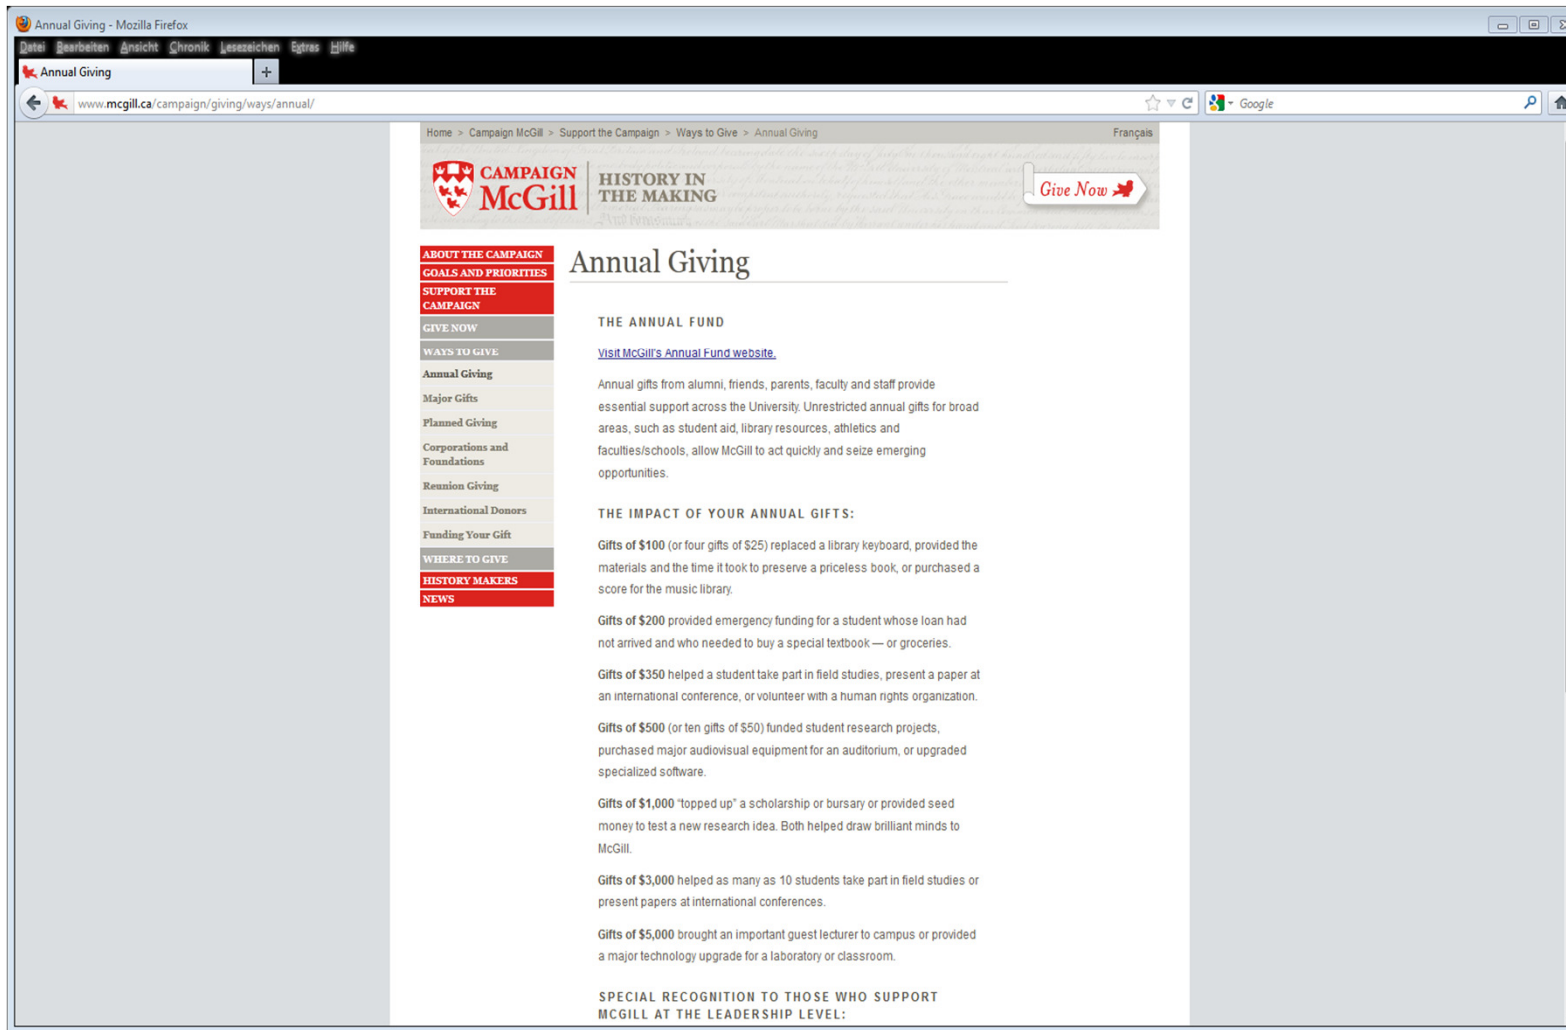 Annual Giving - Mozilla Firefox
Datei Bearbeiten Ansicht Chronik Lesezeichen Extras Hilfe
Annual Giving
+
www.mcgill.ca/campaign/giving/ways/annual/
Google
Home > Campaign McGill > Support the Campaign > Ways to Give > Annual Giving
Français
CAMPAIGN
McGill
HISTORY IN
THE MAKING
Give Now
ABOUT THE CAMPAIGN
GOALS AND PRIORITIES
SUPPORT THE
CAMPAIGN
GIVE NOW
WAYS TO GIVE
Annual Giving
Major Gifts
Planned Giving
Corporations and
Foundations
Reunion Giving
International Donors
Funding Your Gift
WHERE TO GIVE
HISTORY MAKERS
NEWS
Annual Giving
THE ANNUAL FUND
Visit McGill's Annual Fund website.
Annual gifts from alumni, friends, parents, faculty and staff provide
essential support across the University. Unrestricted annual gifts for broad
areas, such as student aid, library resources, athletics and
faculties/schools, allow McGill to act quickly and seize emerging
opportunities.
THE IMPACT OF YOUR ANNUAL GIFTS:
Gifts of $100 (or four gifts of $25) replaced a library keyboard, provided the
materials and the time it took to preserve a priceless book, or purchased a
score for the music library.
Gifts of $200 provided emergency funding for a student whose loan had
not arrived and who needed to buy a special textbook — or groceries.
Gifts of $350 helped a student take part in field studies, present a paper at
an international conference, or volunteer with a human rights organization.
Gifts of $500 (or ten gifts of $50) funded student research projects,
purchased major audiovisual equipment for an auditorium, or upgraded
specialized software.
Gifts of $1,000 “topped up” a scholarship or bursary or provided seed
money to test a new research idea. Both helped draw brilliant minds to
McGill.
Gifts of $3,000 helped as many as 10 students take part in field studies or
present papers at international conferences.
Gifts of $5,000 brought an important guest lecturer to campus or provided
a major technology upgrade for a laboratory or classroom.
SPECIAL RECOGNITION TO THOSE WHO SUPPORT
MCGILL AT THE LEADERSHIP LEVEL: